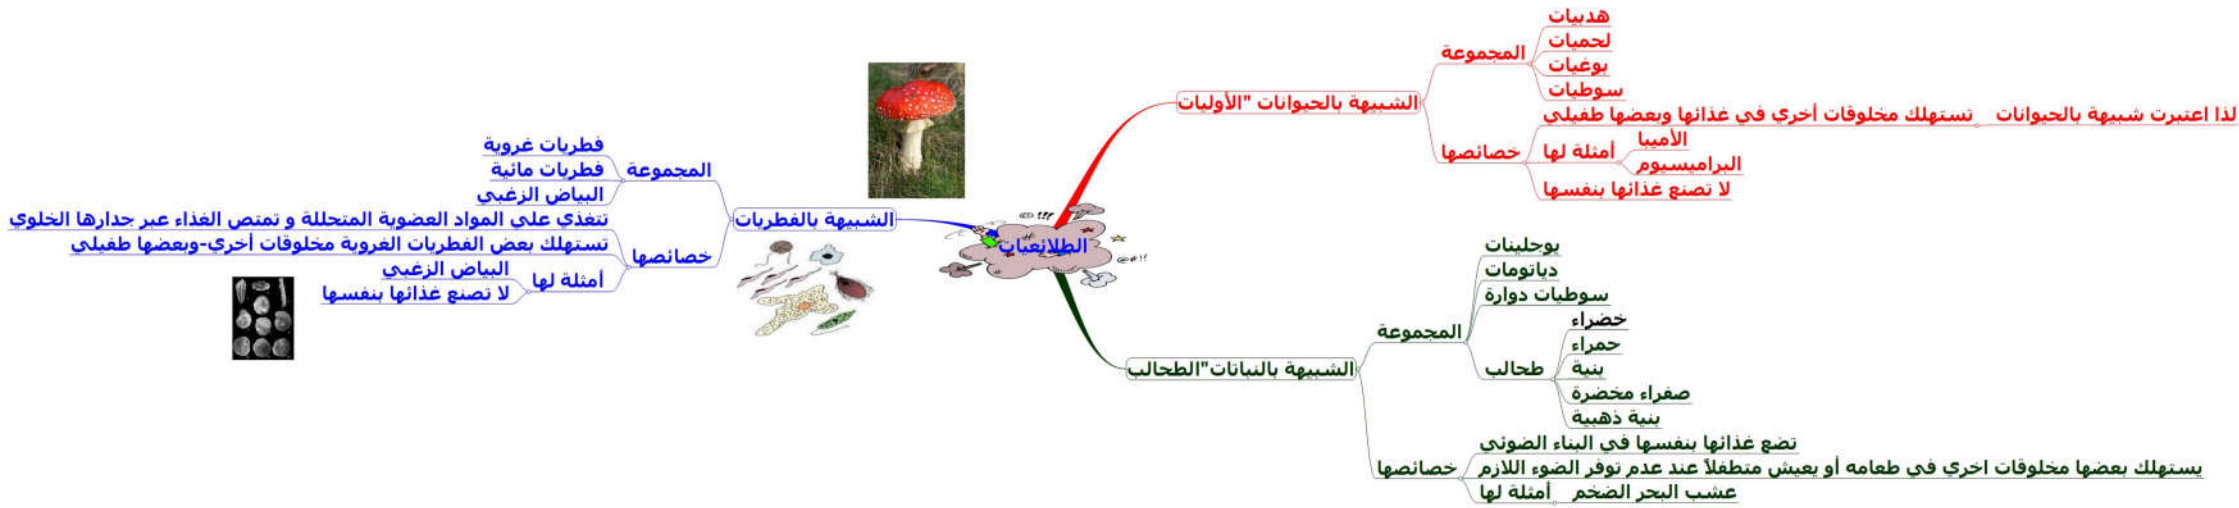 الطلائعيات
الشبيهة بالحيوانات "الأوليات
المجموعة
هدبيات
لحميات
بوغيات
سوطيات
خصائصها
تستهلك مخلوقات أخري في غذائها وبعضها طفيلي
لذا اعتبرت شبيهة بالحيوانات
أمثلة لها
الأميبا
البراميسيوم
لا تصنع غذائها بنفسها
الشبيهة بالنباتات"الطحالب
المجموعة
يوجلينات
دياتومات
سوطيات دوارة
طحالب
خضراء
حمراء
بنية
صفراء مخضرة
بنية ذهبية
خصائصها
تضع غذائها بنفسها في البناء الضوئي
يستهلك بعضها مخلوقات اخري في طعامه أو يعيش متطفلاً عند عدم توفر الضوء اللازم
أمثلة لها
عشب البحر الضخم
الشبيهة بالفطريات
المجموعة
فطريات غروية
فطريات مائية
البياض الزغبي
خصائصها
تتغذي علي المواد العضوية المتحللة و تمتص الغذاء عبر جدارها الخلوي
تستهلك بعض الفطريات الغروية مخلوقات أخري-وبعضها طفيلي
أمثلة لها
البياض الزغبي
لا تصنع غذائها بنفسها